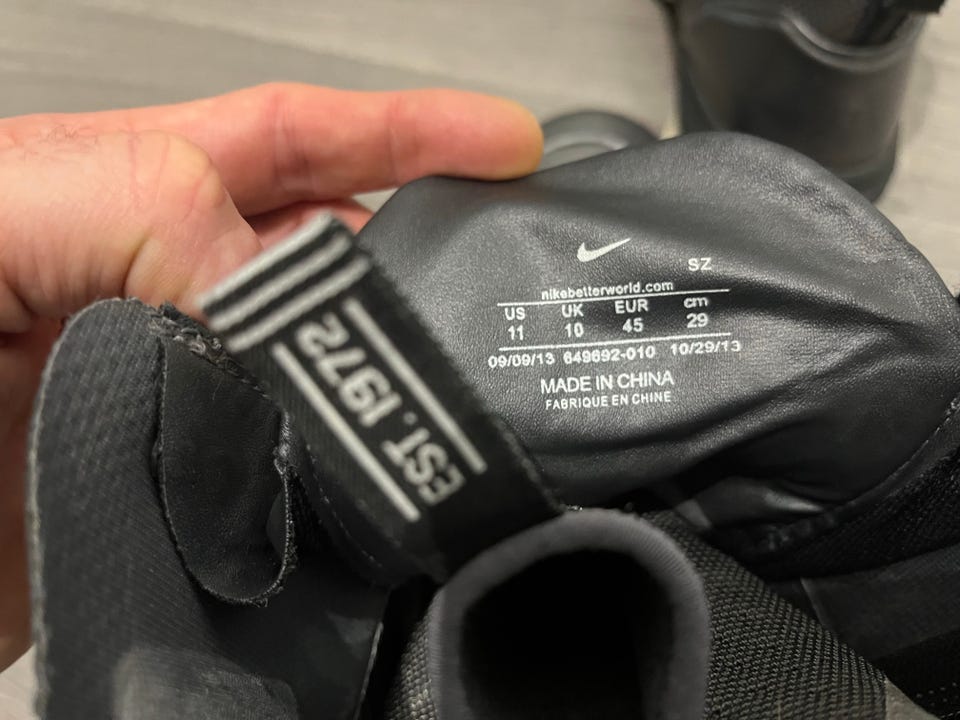 SZ
nikebetterworld.com
US UK EUR cm
11 10 45 29
09/09/13 649692-010 10/29/13
MADE IN CHINA
FABRIQUE EN CHINE
EST. 1972